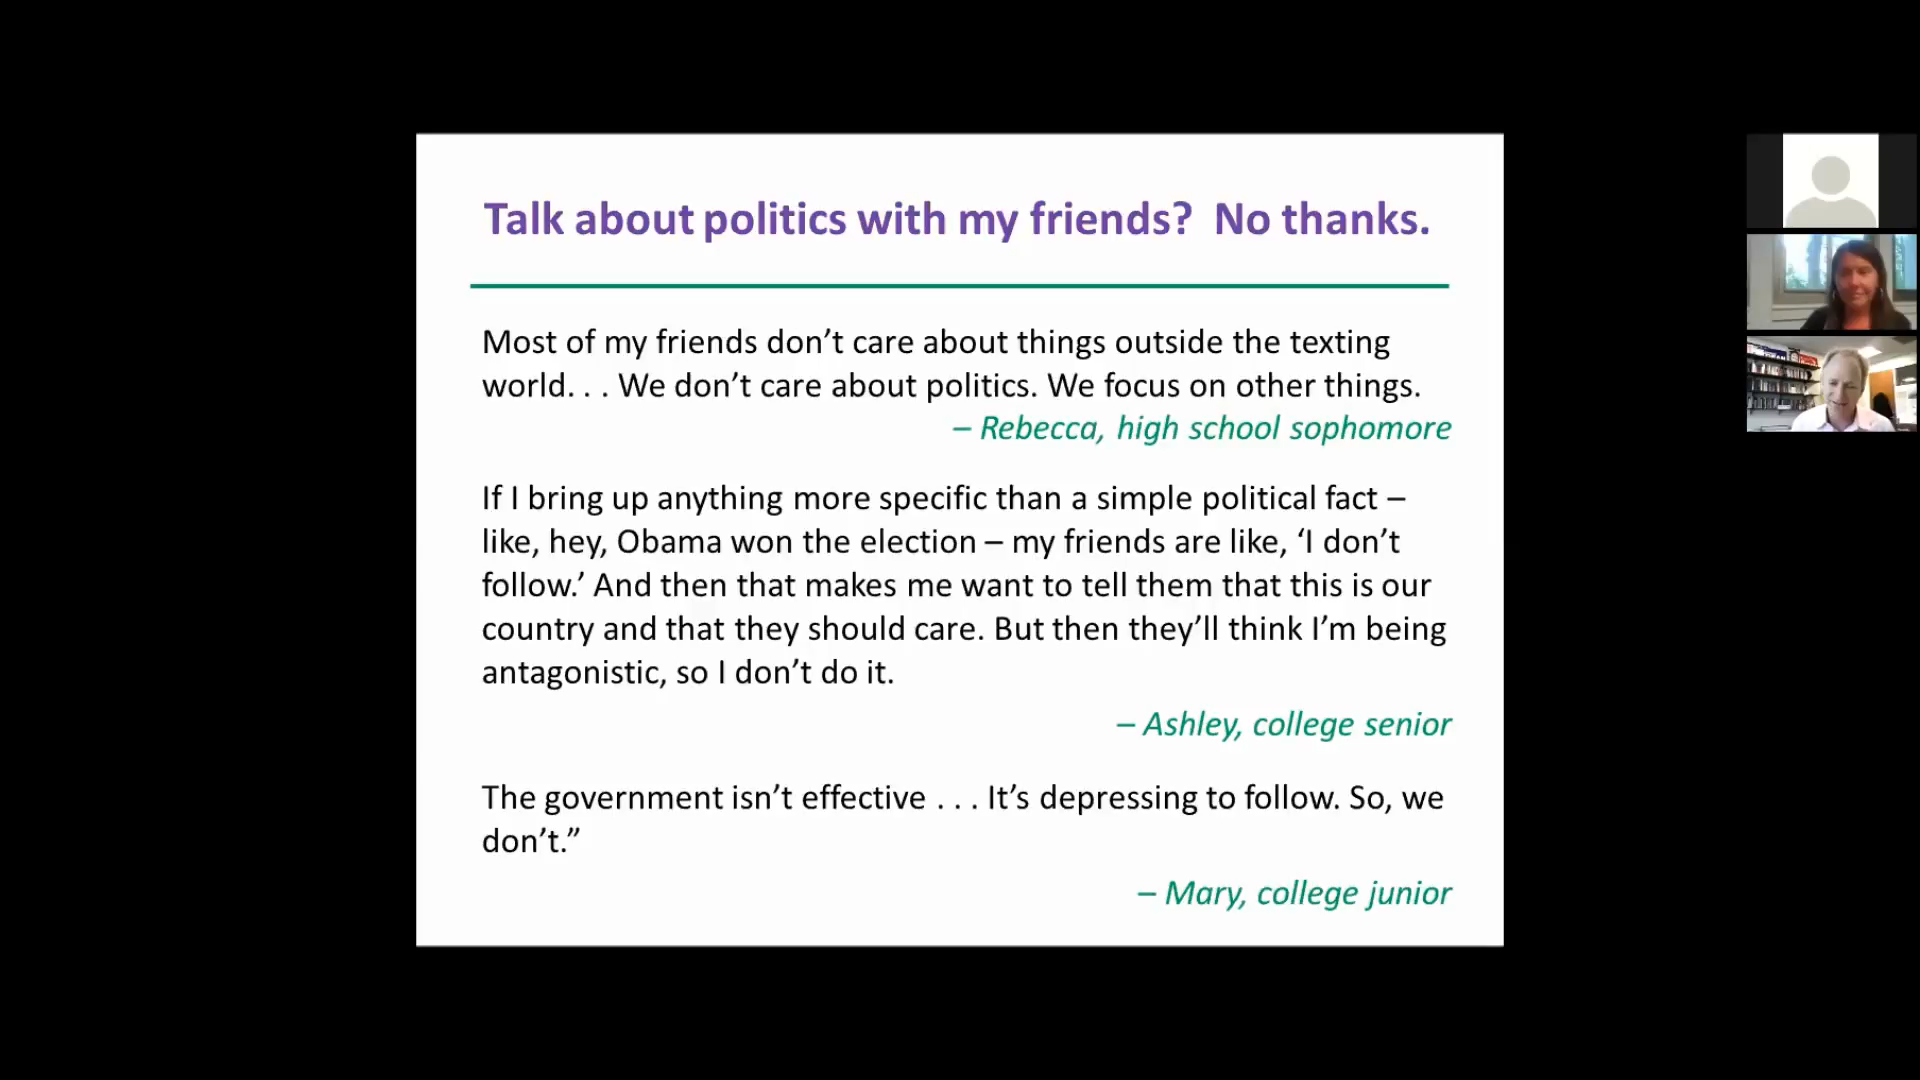 Talk about politics with my friends?  No thanks.
Most of my friends don’t care about things outside the texting
world. . . We don’t care about politics. We focus on other things.
– Rebecca, high school sophomore
If I bring up anything more specific than a simple political fact –
like, hey, Obama won the election – my friends are like, ‘I don’t
follow.’ And then that makes me want to tell them that this is our
country and that they should care. But then they’ll think I’m being
antagonistic, so I don’t do it.
– Ashley, college senior
The government isn’t effective . . . It’s depressing to follow. So, we
don’t.”
– Mary, college junior